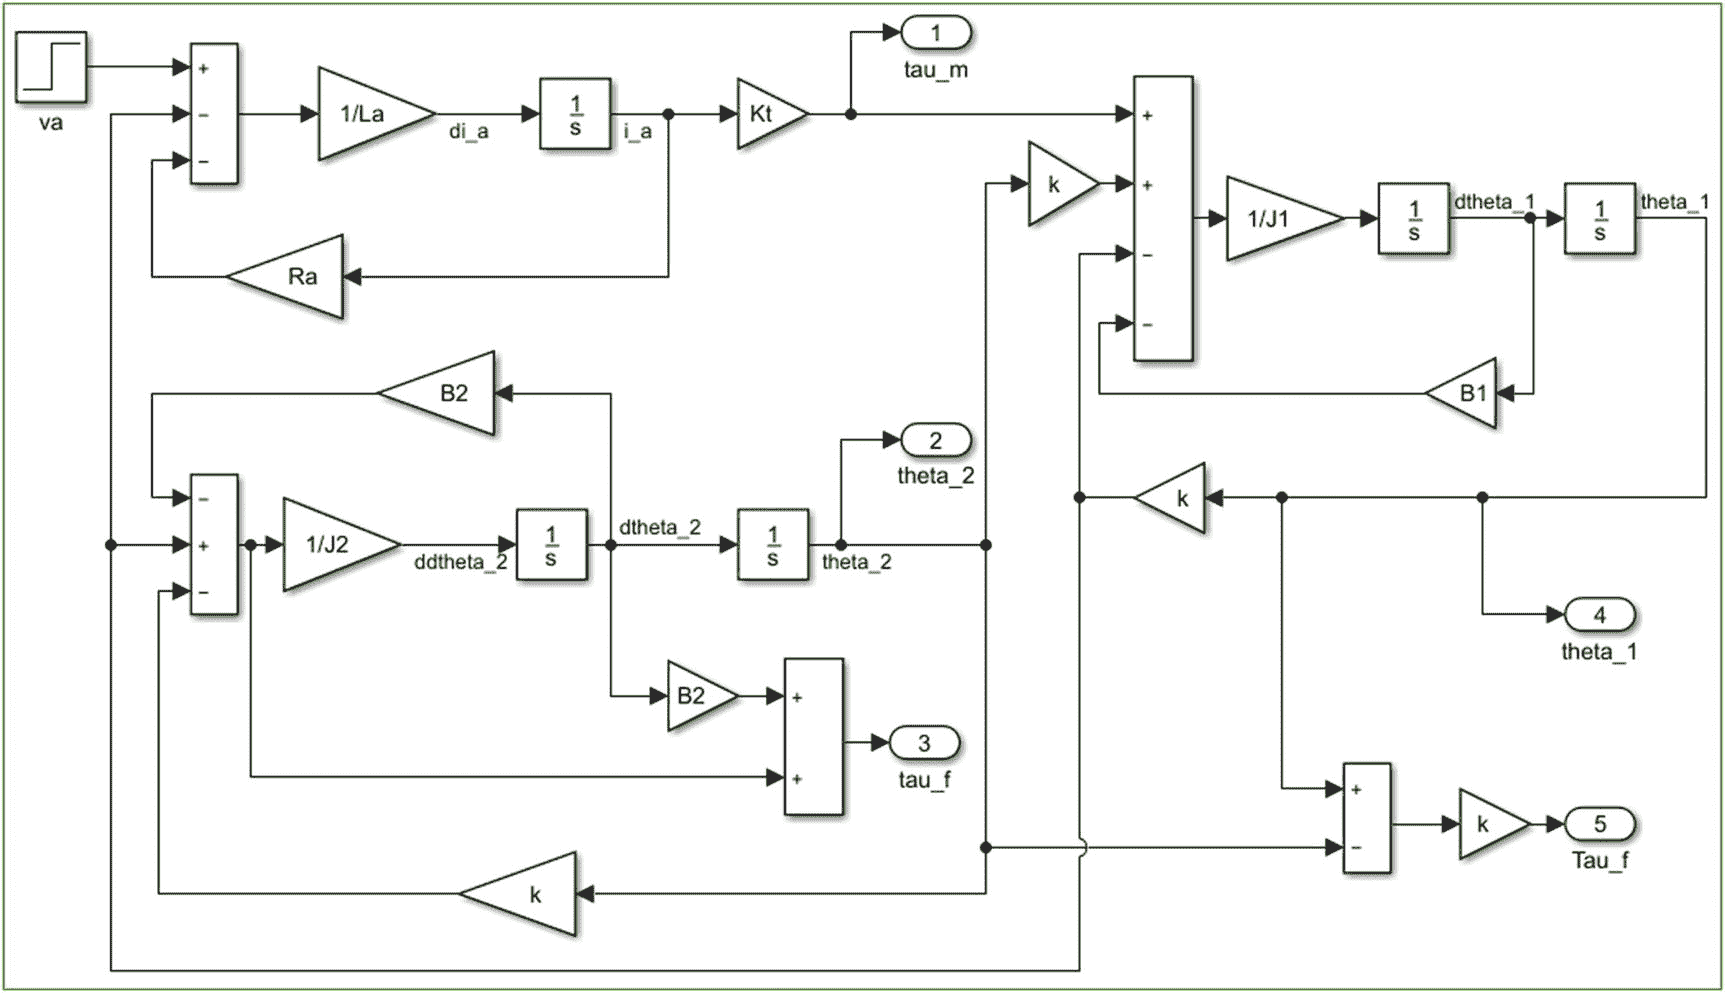 va
+
−
−
1/La
di_a
1
s
i_a
Kt
1
tau_m
Ra
k
+
+
−
−
1/J1
1
s
dtheta_1
1
s
theta_1
B1
B2
−
+
−
1/J2
ddtheta_2
1
s
dtheta_2
1
s
theta_2
2
theta_2
k
4
theta_1
B2
+
+
3
tau_f
+
−
k
5
Tau_f
k